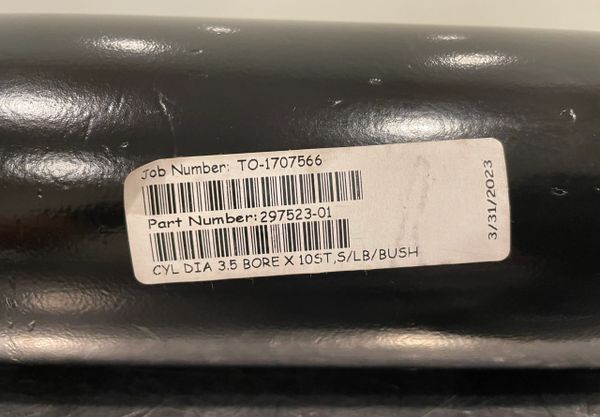 Job Number: TO-1707566
Part Number: 297523-01
CYL DIA 3.5 BORE X 10ST,S/LB/BUSH
3/31/2023